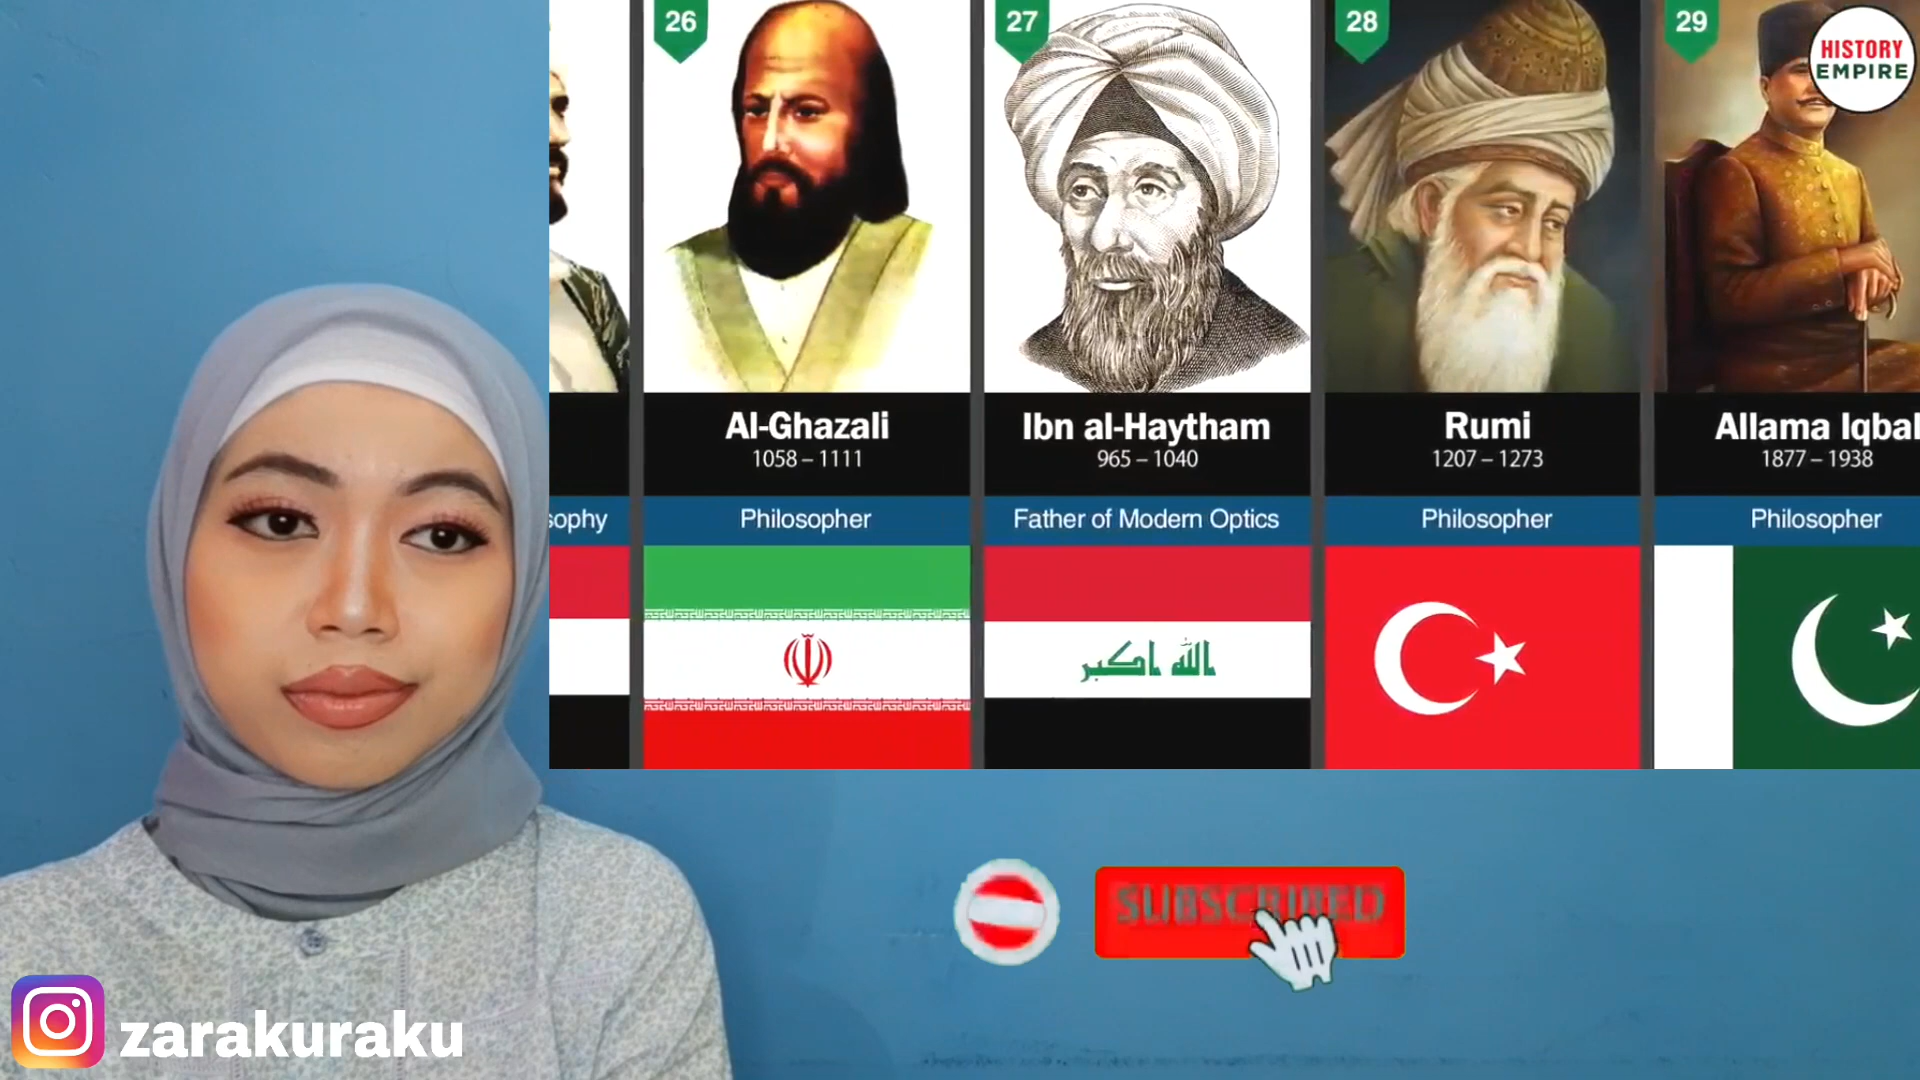 26
27
28
29
HISTORY
EMPIRE
Al-Ghazali
1058 – 1111
Ibn al-Haytham
965 – 1040
Rumi
1207 – 1273
Allama Iqbal
1877 – 1938
sophy
Philosopher
Father of Modern Optics
Philosopher
Philosopher
الله اكبر
SUBSCRIBED
zarakuraku